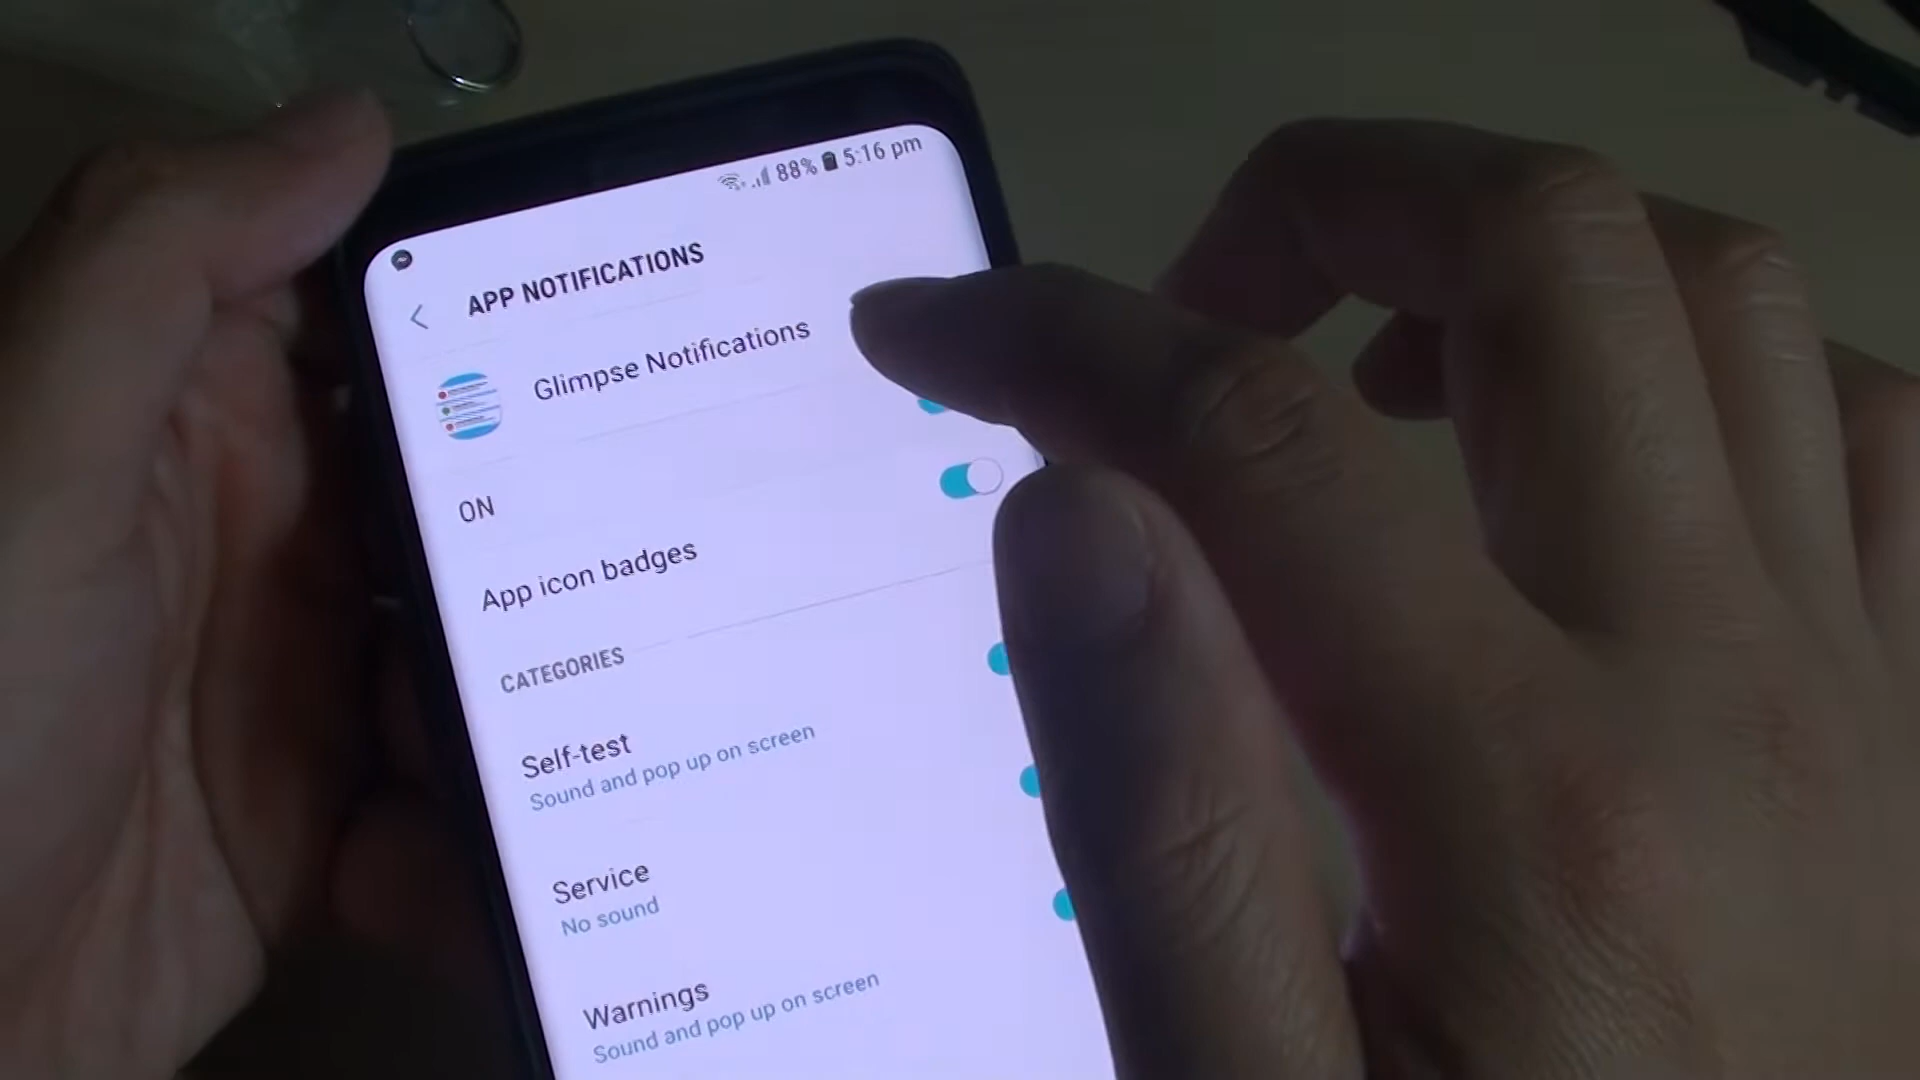 88% 5:16 pm
APP NOTIFICATIONS
Glimpse Notifications
ON
App icon badges
CATEGORIES
Self-test
Sound and pop up on screen
Service
No sound
Warnings
Sound and pop up on screen